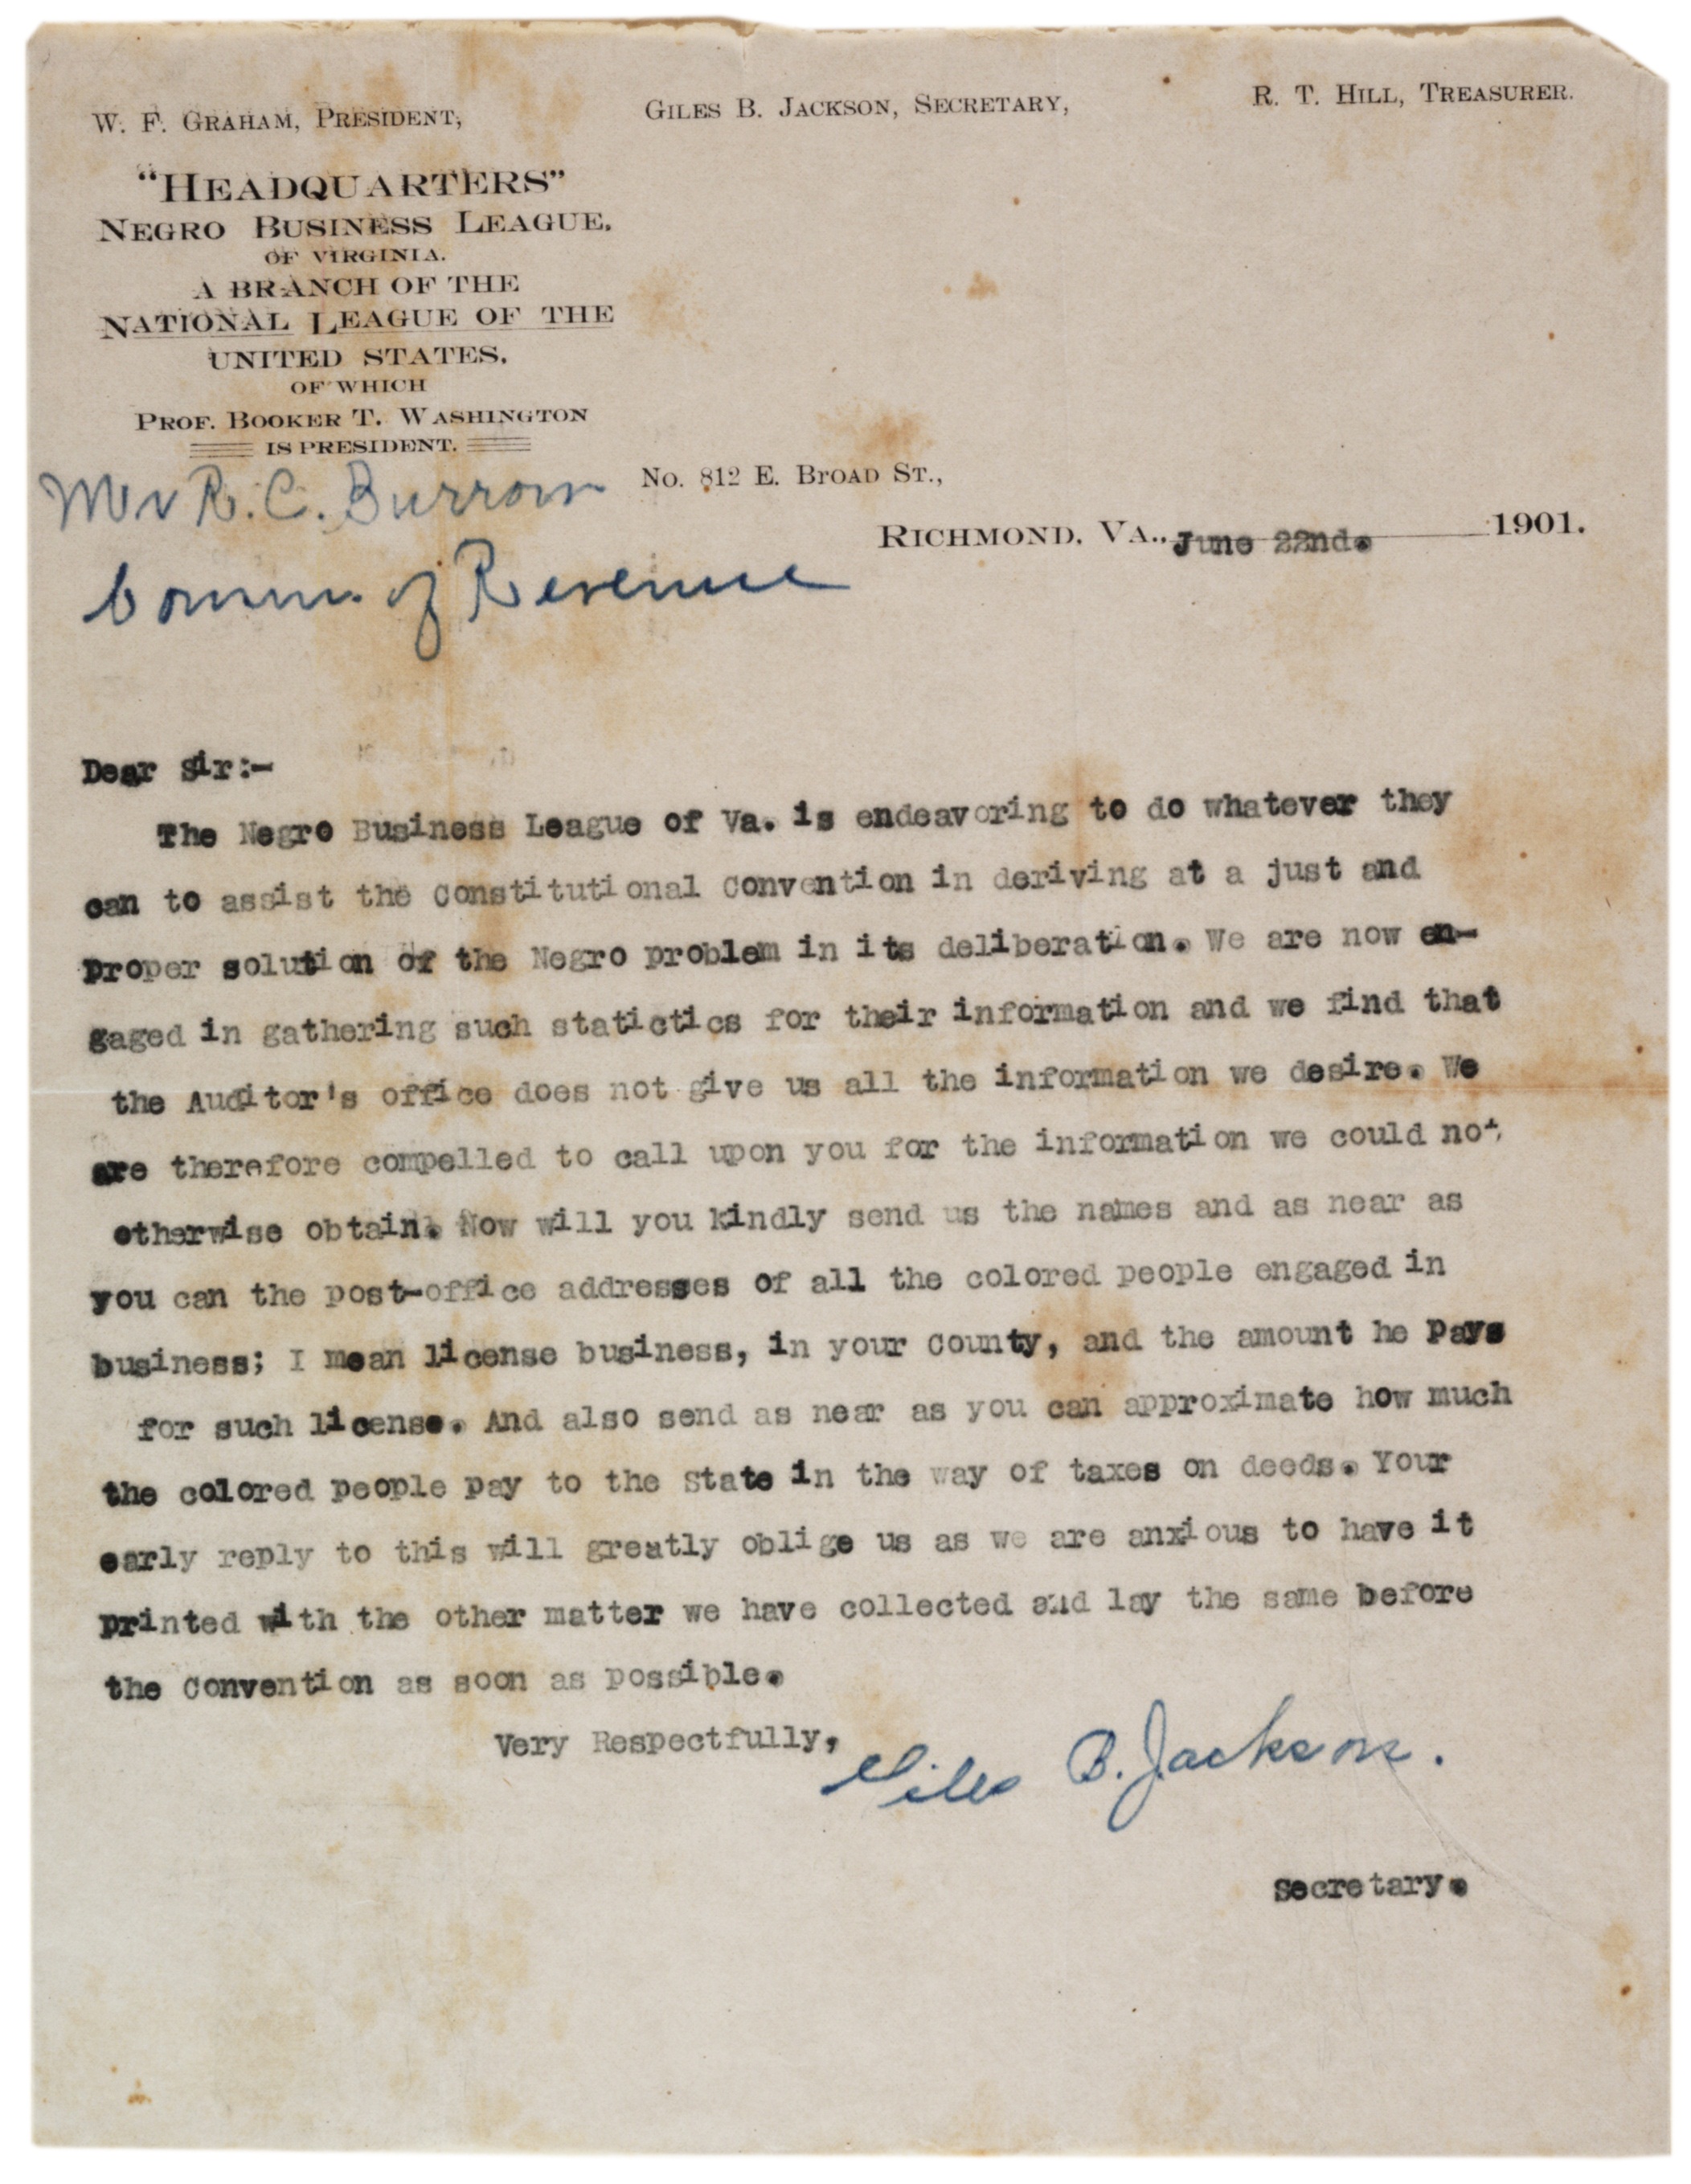 W. F. GRAHAM, PRESIDENT,
GILES B. JACKSON, SECRETARY,
R. T. HILL, TREASURER.
"HEADQUARTERS"
NEGRO BUSINESS LEAGUE,
OF VIRGINIA.
A BRANCH OF THE
NATIONAL LEAGUE OF THE
UNITED STATES,
OF WHICH
PROF. BOOKER T. WASHINGTON
IS PRESIDENT.
Mr R. C. Burrow
Comm. of Revenue
No. 812 E. BROAD ST.,
RICHMOND, VA., June 22nd. 1901.
Dear Sir:-
The Negro Business League of Va. is endeavoring to do whatever they
can to assist the Constitutional Convention in deriving at a just and
proper solution of the Negro problem in its deliberation. We are now en-
gaged in gathering such statictics for their information and we find that
the Auditor's office does not give us all the information we desire. We
are therefore compelled to call upon you for the information we could not
otherwise obtain. Now will you kindly send us the names and as near as
you can the post-office addresses of all the colored people engaged in
business; I mean license business, in your County, and the amount he pays
for such license. And also send as near as you can approximate how much
the colored people pay to the State in the way of taxes on deeds. Your
early reply to this will greatly oblige us as we are anxious to have it
printed with the other matter we have collected and lay the same before
the Convention as soon as possible.
Very Respectfully,
Giles B. Jackson.
Secretary.